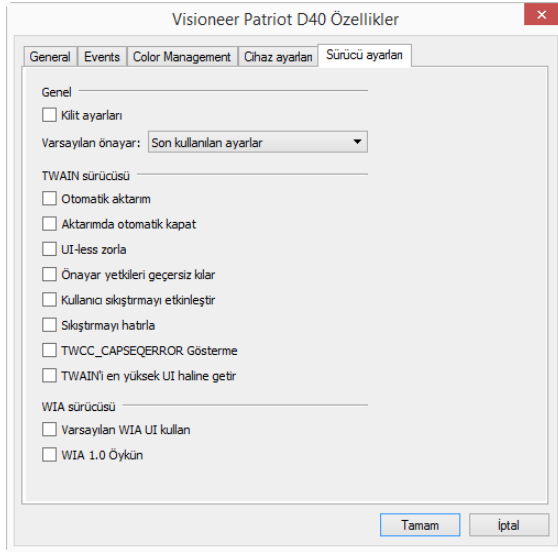 Visioneer Patriot D40 Özellikler
General Events Color Management Cihaz ayarları Sürücü ayarları
Genel
Kilit ayarları
Varsayılan önayar: Son kullanılan ayarlar
TWAIN sürücüsü
Otomatik aktarım
Aktarımda otomatik kapat
UI-less zorla
Önayar yetkileri geçersiz kılar
Kullanıcı sıkıştırmayı etkinleştir
Sıkıştırmayı hatırla
TWCC_CAPSEQERROR Gösterme
TWAIN'i en yüksek UI haline getir
WIA sürücüsü
Varsayılan WIA UI kullan
WIA 1.0 Öykün
Tamam İptal